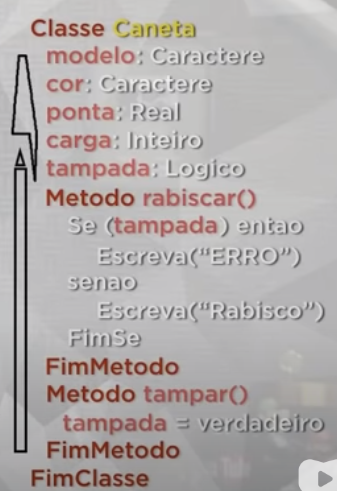 Classe Caneta
modelo: Caractere
cor: Caractere
ponta: Real
carga: Inteiro
tampada: Logico
Metodo rabiscar()
Se (tampada) entao
Escreva(“ERRO”)
senao
Escreva(“Rabisco”)
FimSe
FimMetodo
Metodo tampar()
tampada = verdadeiro
FimMetodo
FimClasse